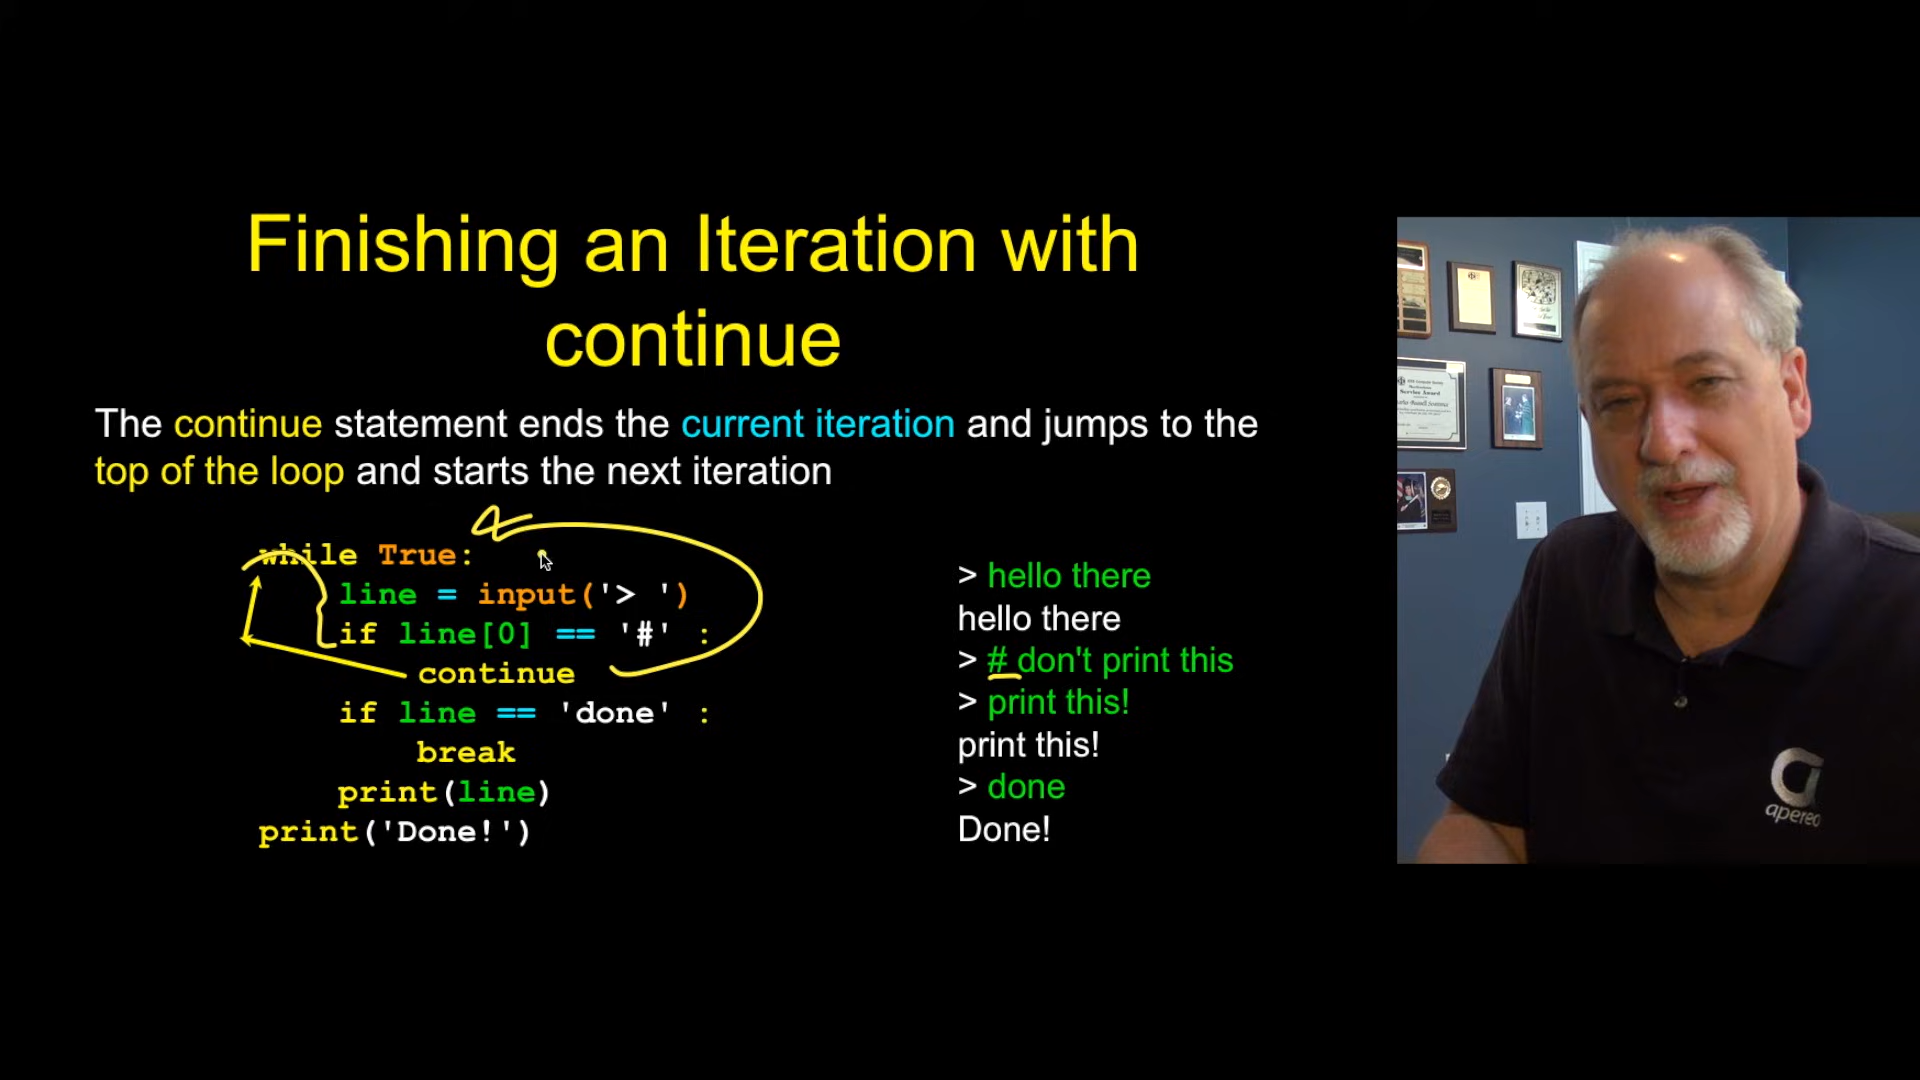 Finishing an Iteration with
continue
The continue statement ends the current iteration and jumps to the
top of the loop and starts the next iteration
while True:
    line = input('> ')
    if line[0] == '#' :
        continue
    if line == 'done' :
        break
    print(line)
print('Done!')
> hello there
hello there
> # don't print this
> print this!
print this!
> done
Done!
Service Award
apereo